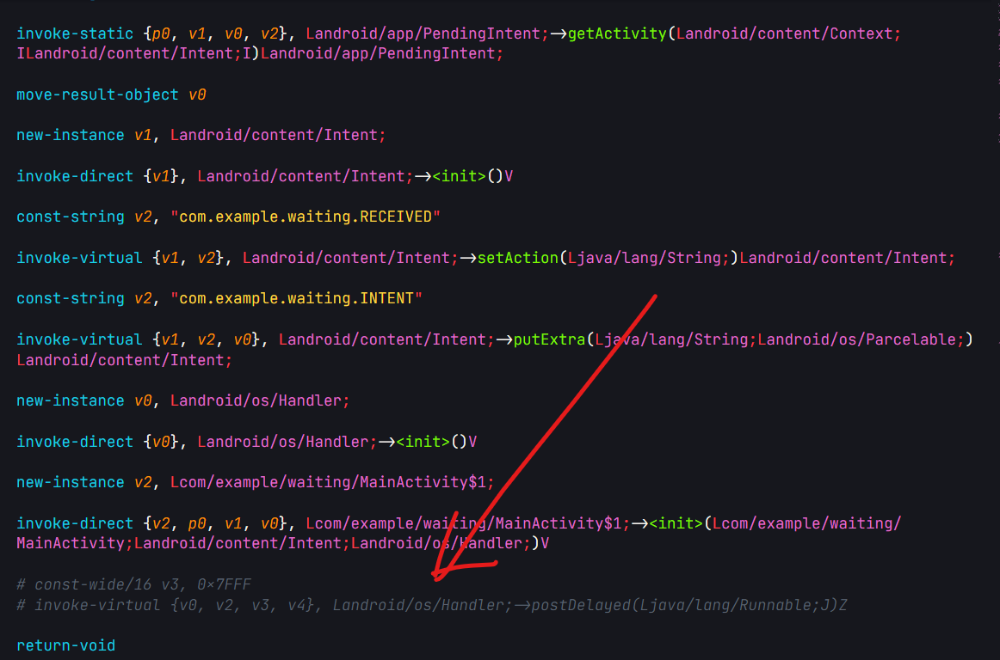 invoke-static {p0, v1, v0, v2}, Landroid/app/PendingIntent;→getActivity(Landroid/content/Context;
ILandroid/content/Intent;I)Landroid/app/PendingIntent;
move-result-object v0
new-instance v1, Landroid/content/Intent;
invoke-direct {v1}, Landroid/content/Intent;→<init>()V
const-string v2, "com.example.waiting.RECEIVED"
invoke-virtual {v1, v2}, Landroid/content/Intent;→setAction(Ljava/lang/String;)Landroid/content/Intent;
const-string v2, "com.example.waiting.INTENT"
invoke-virtual {v1, v2, v0}, Landroid/content/Intent;→putExtra(Ljava/lang/String;Landroid/os/Parcelable;)
Landroid/content/Intent;
new-instance v0, Landroid/os/Handler;
invoke-direct {v0}, Landroid/os/Handler;→<init>()V
new-instance v2, Lcom/example/waiting/MainActivity$1;
invoke-direct {v2, p0, v1, v0}, Lcom/example/waiting/MainActivity$1;→<init>(Lcom/example/waiting/
MainActivity;Landroid/content/Intent;Landroid/os/Handler;)V
# const-wide/16 v3, 0×7FFF
# invoke-virtual {v0, v2, v3, v4}, Landroid/os/Handler;→postDelayed(Ljava/lang/Runnable;J)Z
return-void